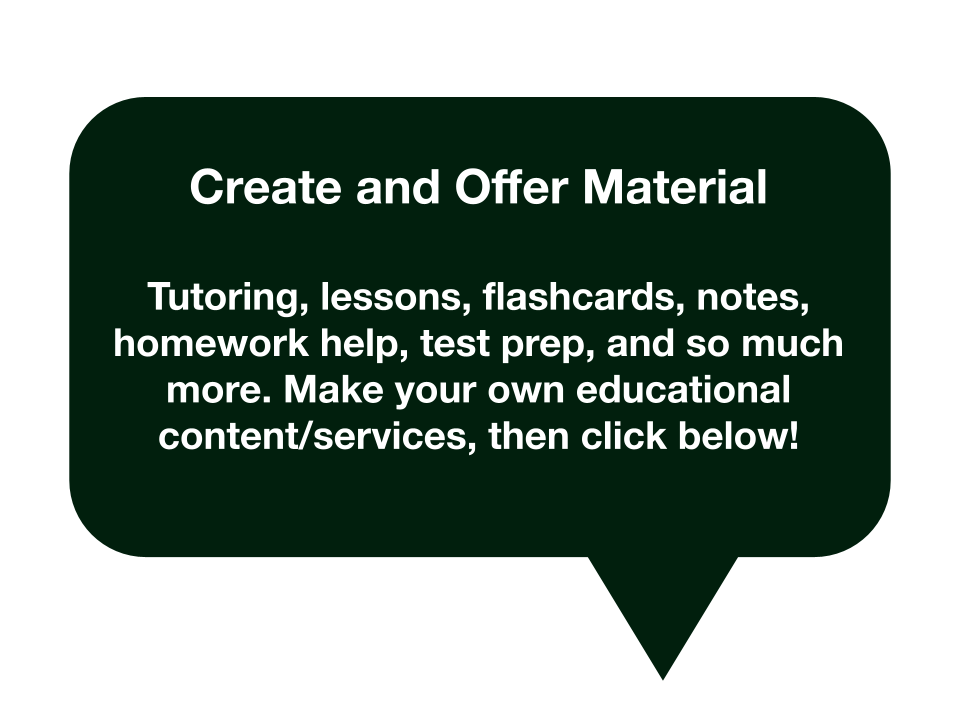 Create and Offer Material
Tutoring, lessons, flashcards, notes,
homework help, test prep, and so much
more. Make your own educational
content/services, then click below!